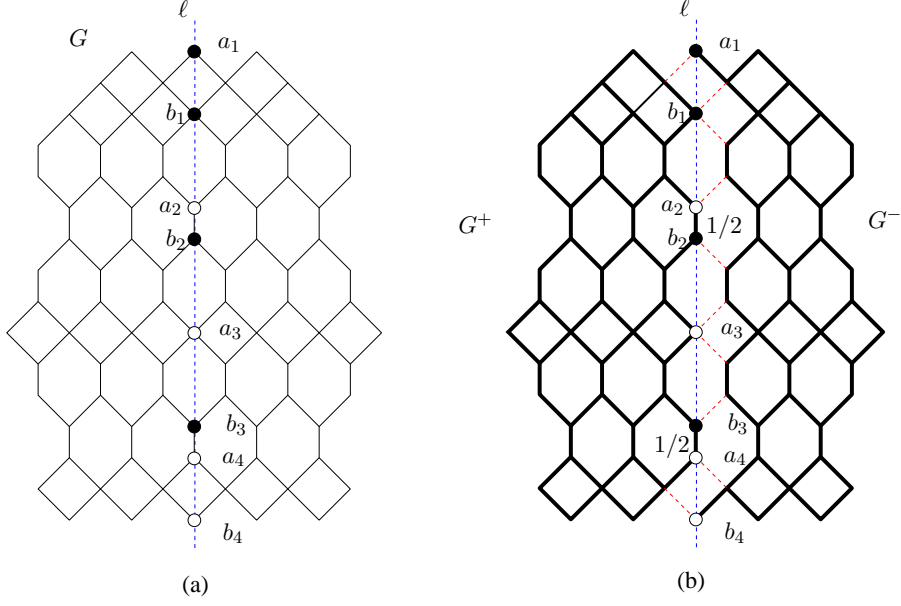 ℓ
G
a₁
b₁
a₂
b₂
a₃
b₃
a₄
b₄
(a)
ℓ
a₁
b₁
a₂
1/2
b₂
G⁺
G⁻
a₃
b₃
1/2
a₄
b₄
(b)